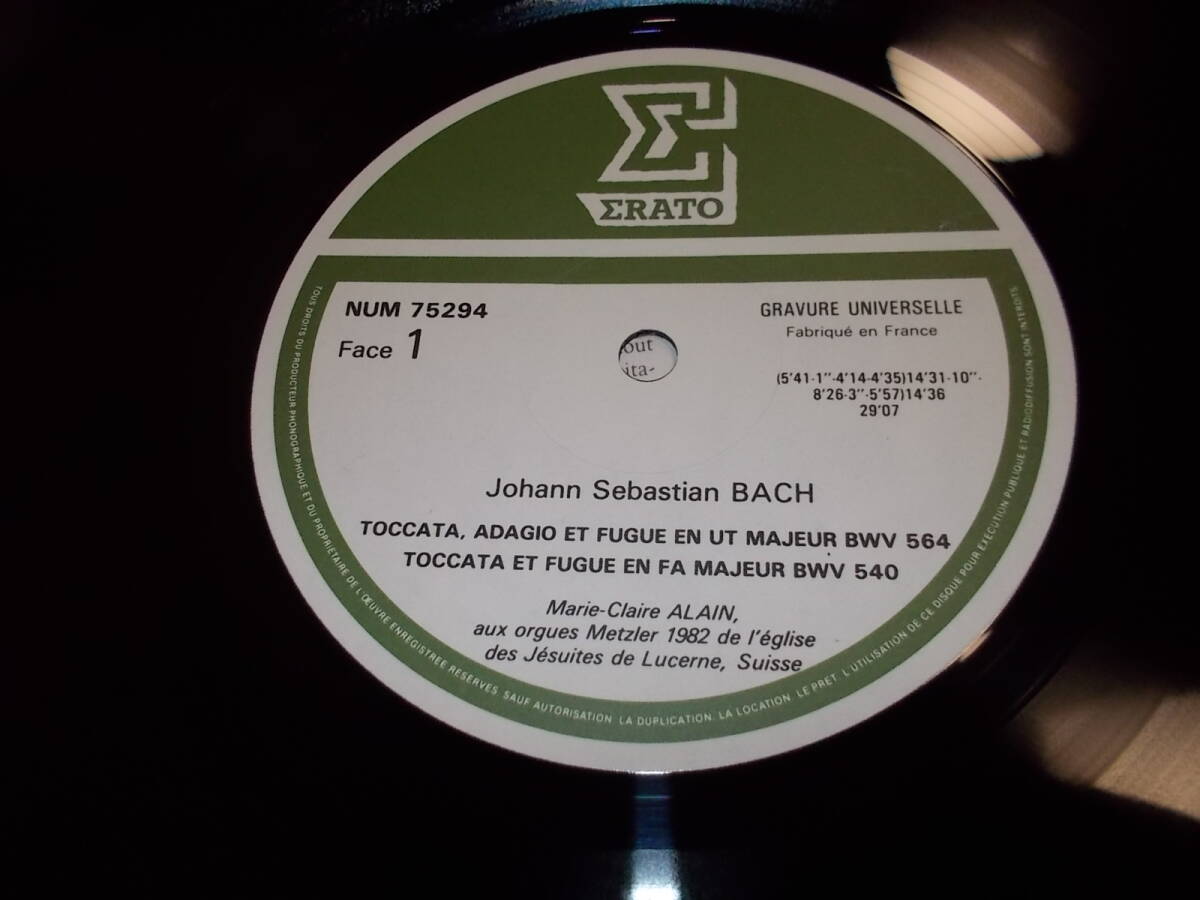 ΣRATO
NUM 75294
Face 1
GRAVURE UNIVERSELLE
Fabriqué en France
(5'41-1''-4'14-4'35)14'31-10''-
8'26-3''-5'57)14'36
29'07
out
ita-
Johann Sebastian BACH
TOCCATA, ADAGIO ET FUGUE EN UT MAJEUR BWV 564
TOCCATA ET FUGUE EN FA MAJEUR BWV 540
Marie-Claire ALAIN,
aux orgues Metzler 1982 de l'église
des Jésuites de Lucerne, Suisse
TOUS DROITS DU PRODUCTEUR PHONOGRAPHIQUE ET DU PROPRIETAIRE DE L'ŒUVRE ENREGISTREE RESERVES. SAUF AUTORISATION LA DUPLICATION. LA LOCATION. LE PRET. L'UTILISATION DE CE DISQUE POUR EXECUTION PUBLIQUE ET RADIODIFFUSION SONT INTERDITS.